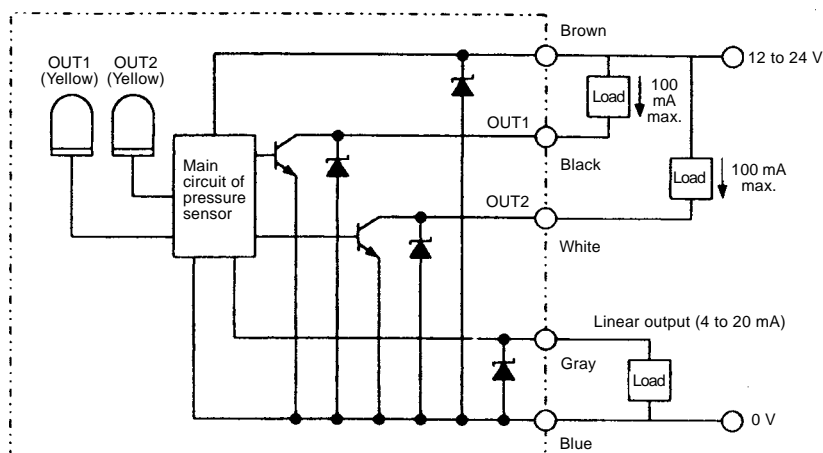 OUT1
(Yellow)
OUT2
(Yellow)
Main
circuit of
pressure
sensor
Brown
12 to 24 V
Load
100
mA
max.
OUT1
Black
Load
100 mA
max.
OUT2
White
Linear output (4 to 20 mA)
Gray
Load
0 V
Blue